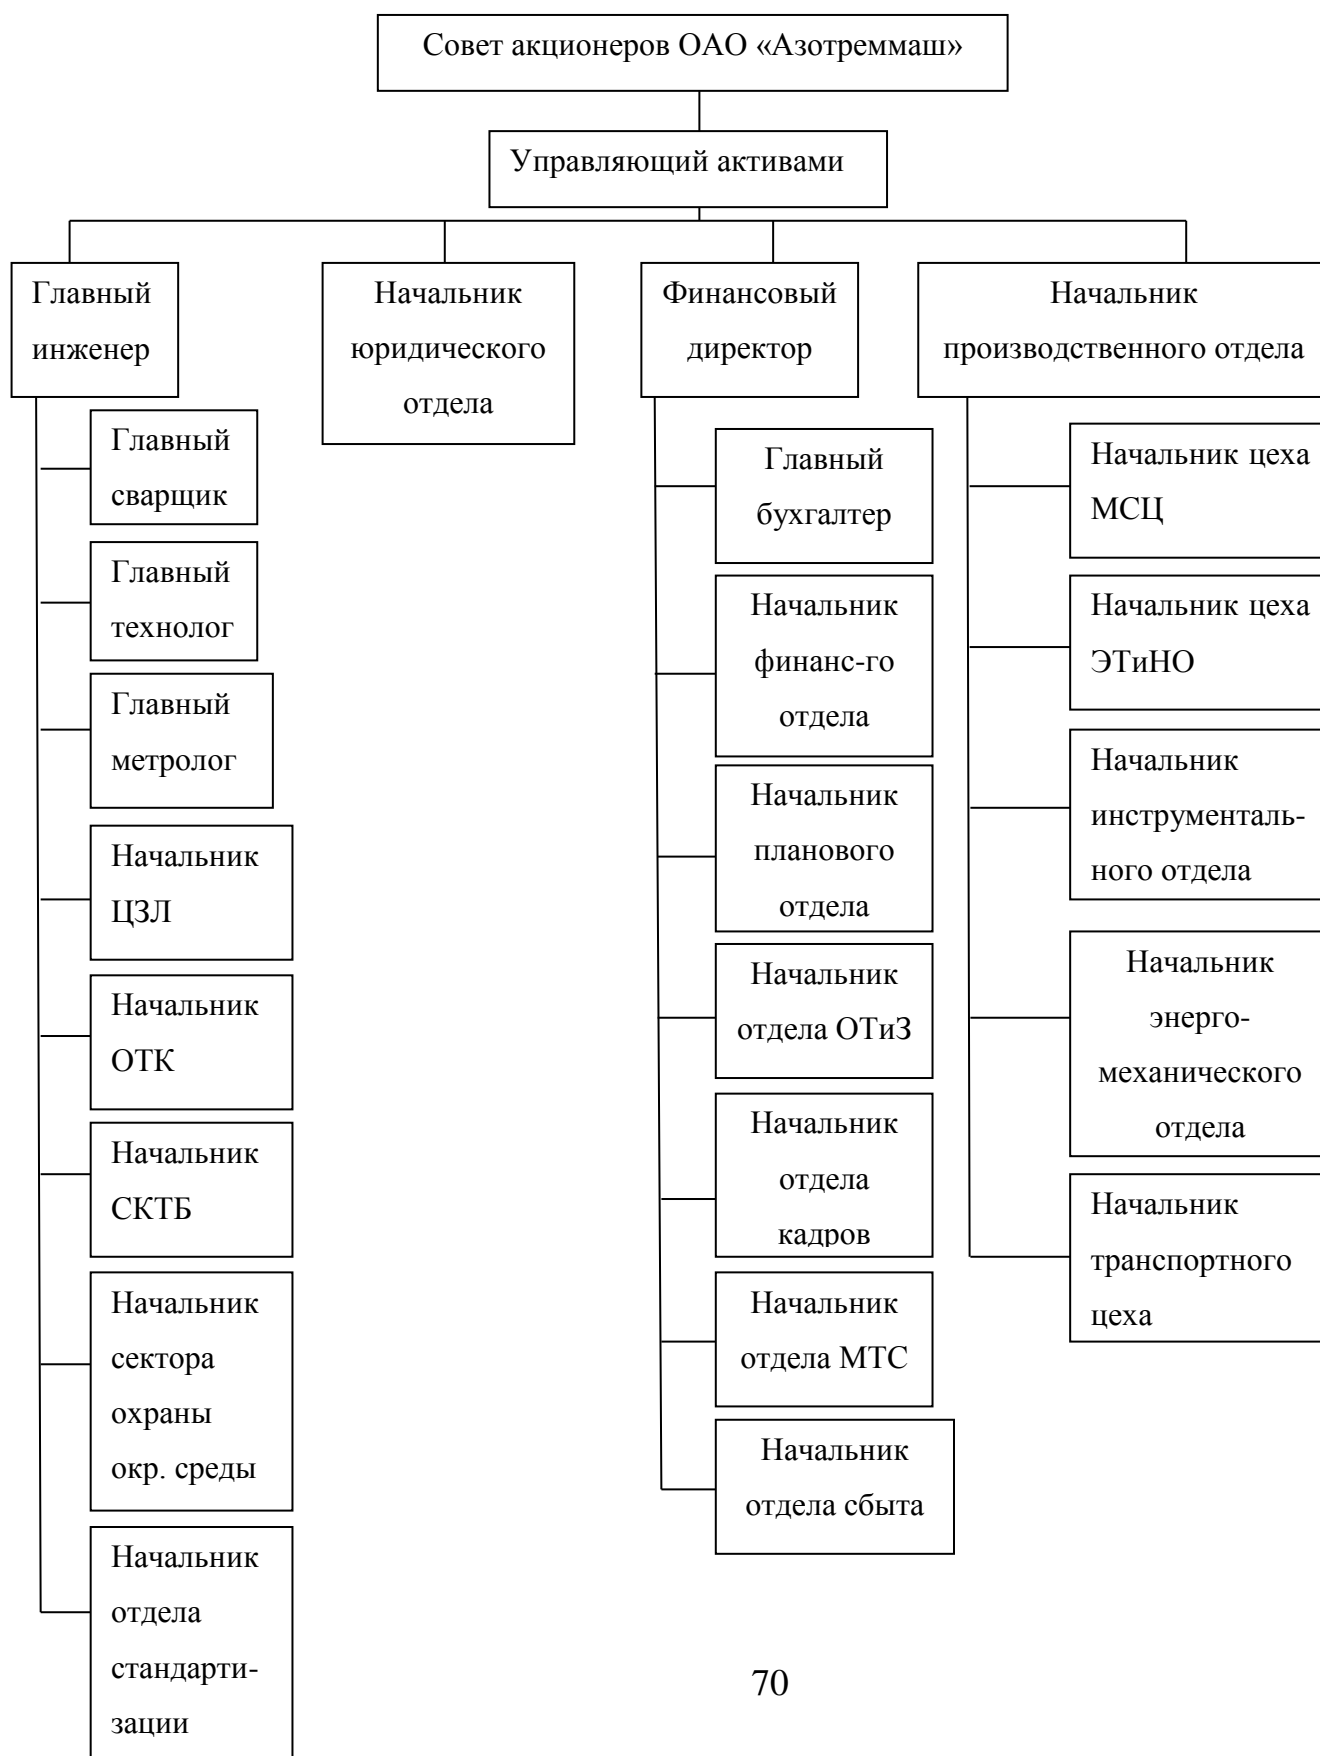 Совет акционеров ОАО «Азотреммаш»
Управляющий активами
Главный
инженер
Начальник
юридического
отдела
Финансовый
директор
Начальник
производственного отдела
Главный
сварщик
Главный
технолог
Главный
метролог
Начальник
ЦЗЛ
Начальник
ОТК
Начальник
СКТБ
Начальник
сектора
охраны
окр. среды
Начальник
отдела
стандарти-
зации
Главный
бухгалтер
Начальник
финанс-го
отдела
Начальник
планового
отдела
Начальник
отдела ОТиЗ
Начальник
отдела
кадров
Начальник
отдела МТС
Начальник
отдела сбыта
Начальник цеха
МСЦ
Начальник цеха
ЭТиНО
Начальник
инструменталь-
ного отдела
Начальник
энерго-
механического
отдела
Начальник
транспортного
цеха
70